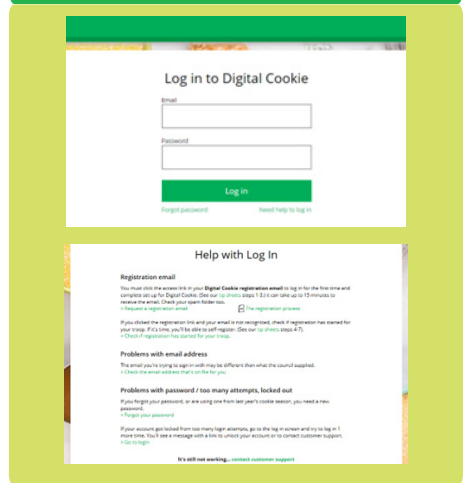 Log in to Digital Cookie
Email
Password
Log in
Forgot password
Need help to log in
Help with Log In
Registration email
You must click the access link in your Digital Cookie registration email to log in for the first time and
complete set up for Digital Cookie. (See our tip sheets steps 1-3.) It can take up to 15 minutes to
receive the email. Check your spam folder too.
> Request a registration email
The registration process
If you clicked the registration link and your email is not recognized, check if registration has started for
your troop. If it's time, you'll be able to self-register. (See our tip sheets steps 4-7).
> Check if registration has started for your troop.
Problems with email address
The email you're trying to sign in with may be different then what the council supplied.
> Check the email address that's on file for you
Problems with password / too many attempts, locked out
If you forgot your password, or are using one from last year's cookie season, you need a new
password.
> Forgot your password
If your account got locked from too many login attempts, go to the log in screen and try to log in 1
more time. You'll see a message with a link to unlock your account or to contact customer support.
> Go to login
It's still not working... contact customer support